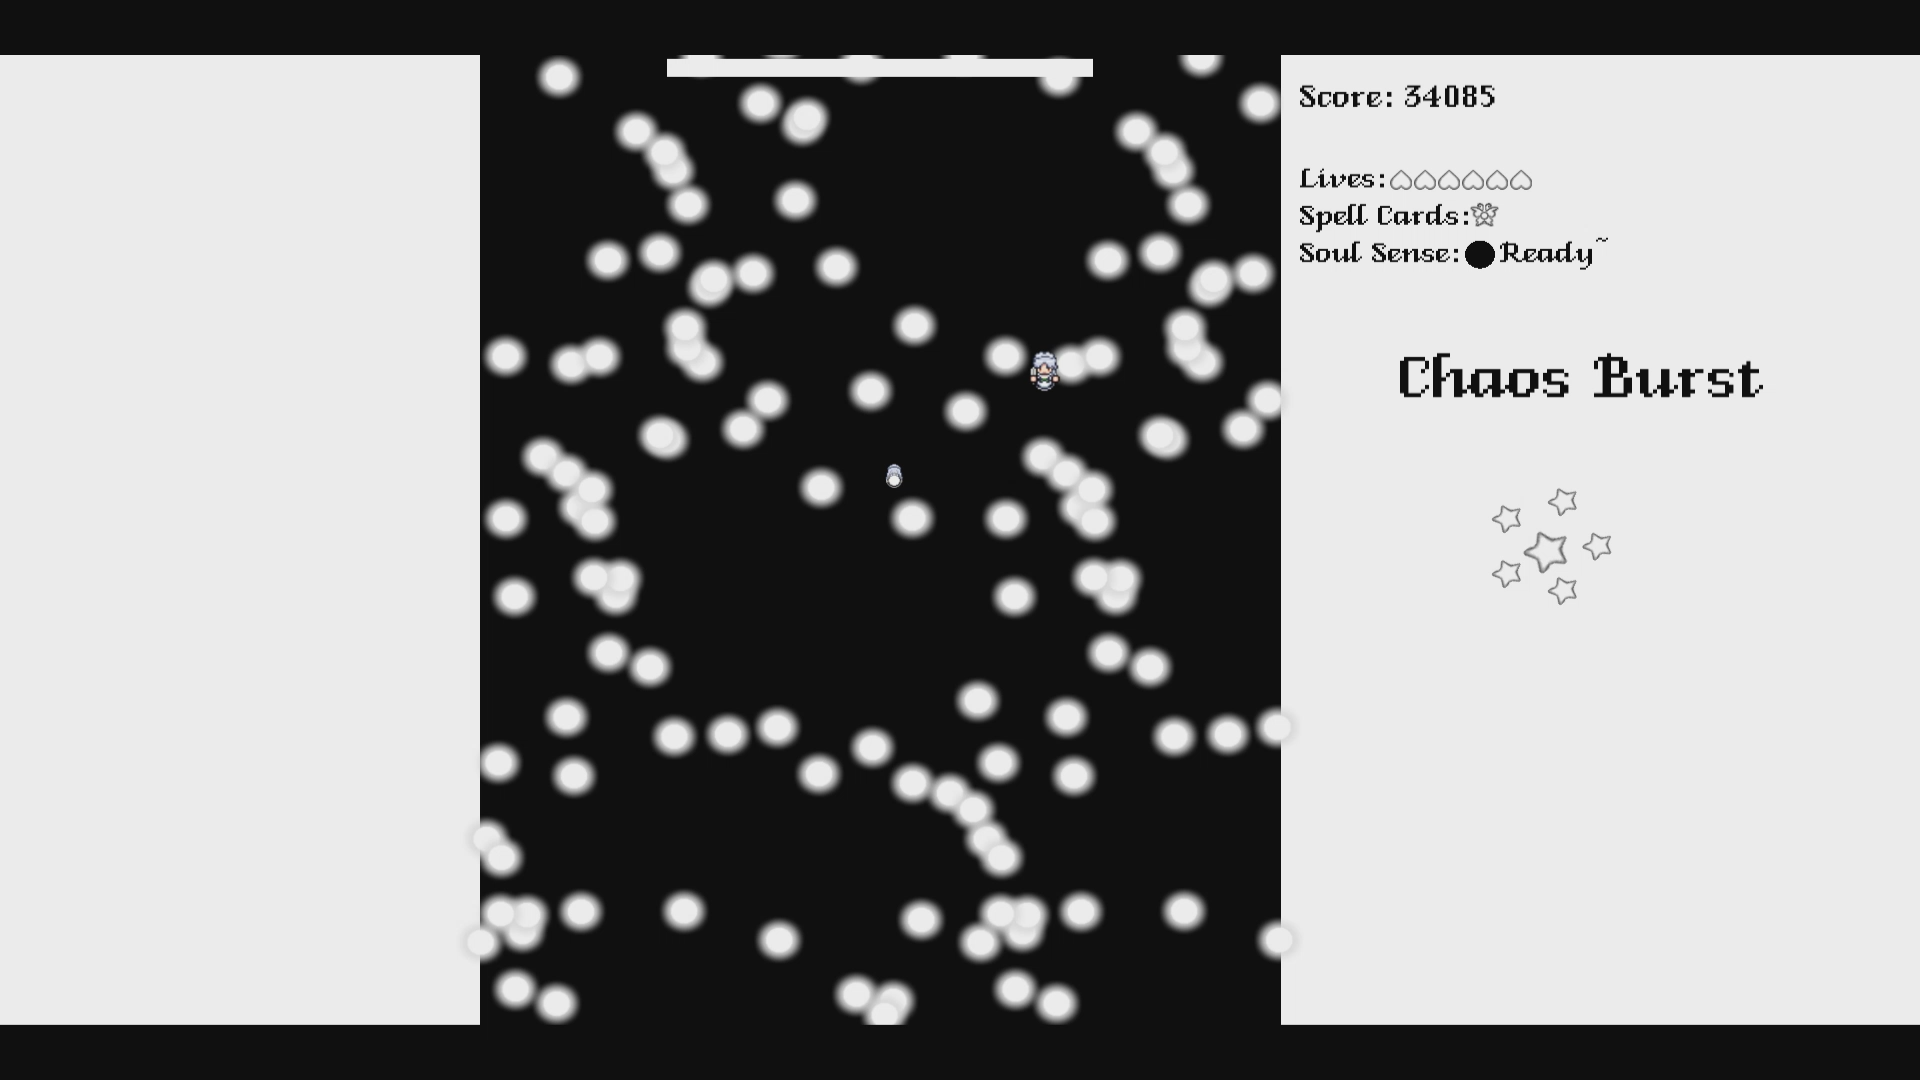 Score: 34085
Lives:
Spell Cards:
Soul Sense: Ready~
Chaos Burst